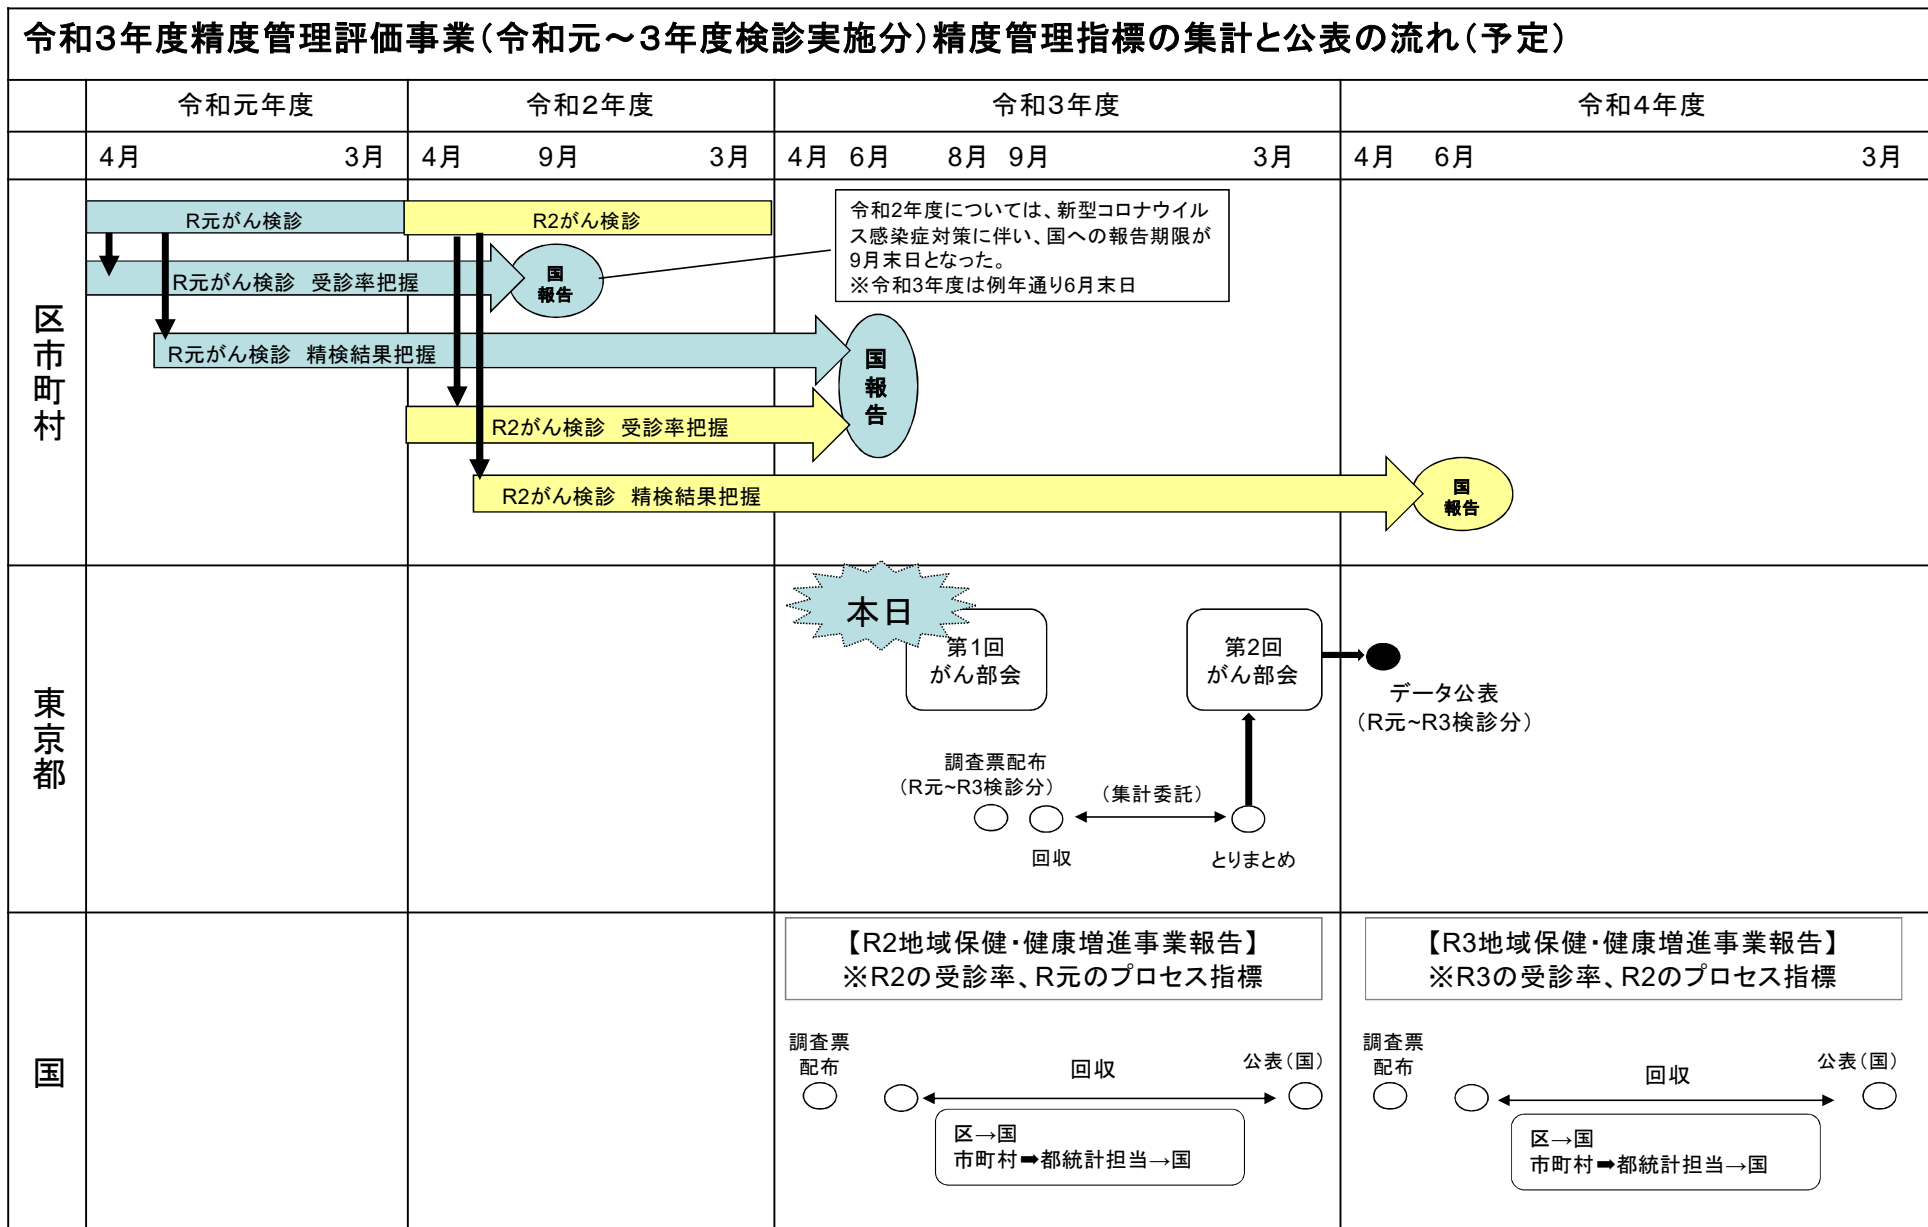 令和3年度精度管理評価事業(令和元～3年度検診実施分)精度管理指標の集計と公表の流れ(予定)
令和元年度 令和2年度 令和3年度 令和4年度
4月 3月 4月 9月 3月 4月 6月 8月 9月 3月 4月 6月 3月
区市町村
R元がん検診
R2がん検診
令和2年度については、新型コロナウイル
ス感染症対策に伴い、国への報告期限が
9月末日となった。
※令和3年度は例年通り6月末日
R元がん検診 受診率把握
国
報告
R元がん検診 精検結果把握
国
報
告
R2がん検診 受診率把握
R2がん検診 精検結果把握
国
報告
東京都
本日
第1回
がん部会
第2回
がん部会
データ公表
(R元~R3検診分)
調査票配布
(R元~R3検診分)
(集計委託)
回収
とりまとめ
国
【R2地域保健・健康増進事業報告】
※R2の受診率、R元のプロセス指標
調査票
配布
回収
公表(国)
区→国
市町村➡都統計担当→国
【R3地域保健・健康増進事業報告】
※R3の受診率、R2のプロセス指標
調査票
配布
回収
公表(国)
区→国
市町村➡都統計担当→国